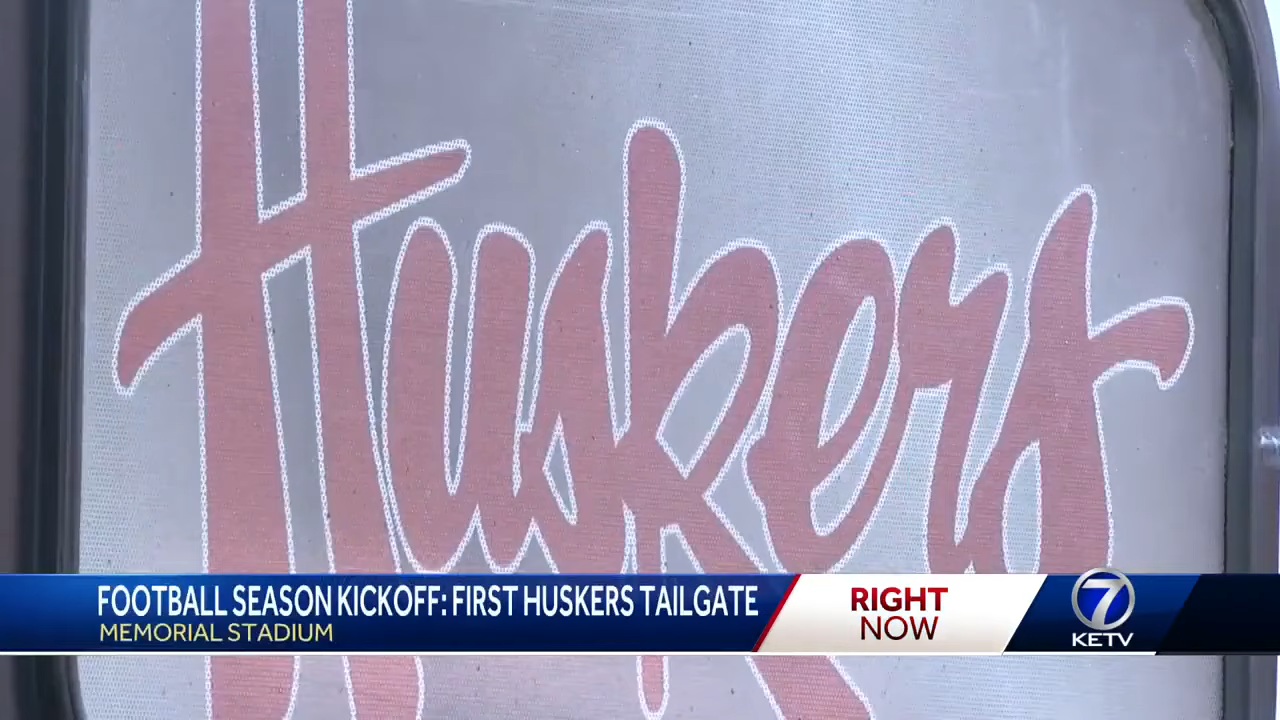 Huskers
FOOTBALL SEASON KICKOFF: FIRST HUSKERS TAILGATE
MEMORIAL STADIUM
RIGHT
NOW
7
KETV